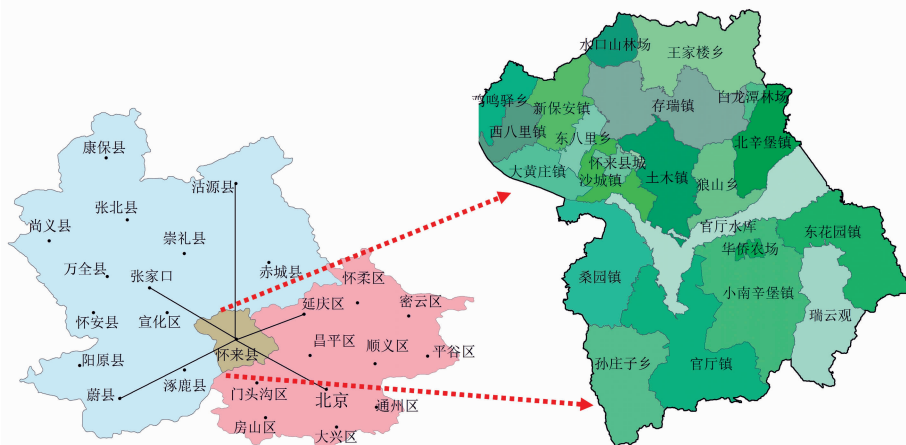 康保县
沽源县
张北县
尚义县
崇礼县
赤城县
万全县
张家口
怀安县
宣化区
阳原县
蔚县
涿鹿县
怀来县
怀柔区
延庆区
密云区
昌平区
顺义区
平谷区
门头沟区
北京
通州区
房山区
大兴区
水口山林场
王家楼乡
鸡鸣驿乡
新保安镇
存瑞镇
白龙潭林场
西八里镇
东八里乡
北辛堡镇
大黄庄镇
怀来县城
沙城镇
土木镇
狼山乡
官厅水库
东花园镇
华侨农场
桑园镇
小南辛堡镇
瑞云观
孙庄子乡
官厅镇